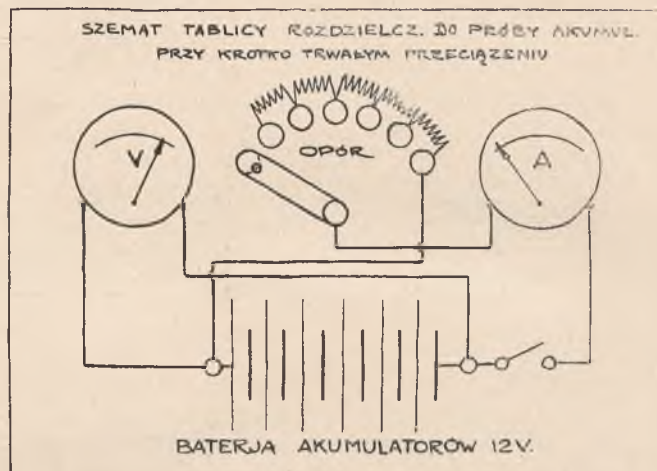 SZEMAT TABLICY ROZDZIELCZ. DO PRÓBY AKUMUL.
PRZY KRÓTKO TRWAŁYM PRZECIĄŻENIU
OPÓR
V
A
BATERJA AKUMULATORÓW 12V.